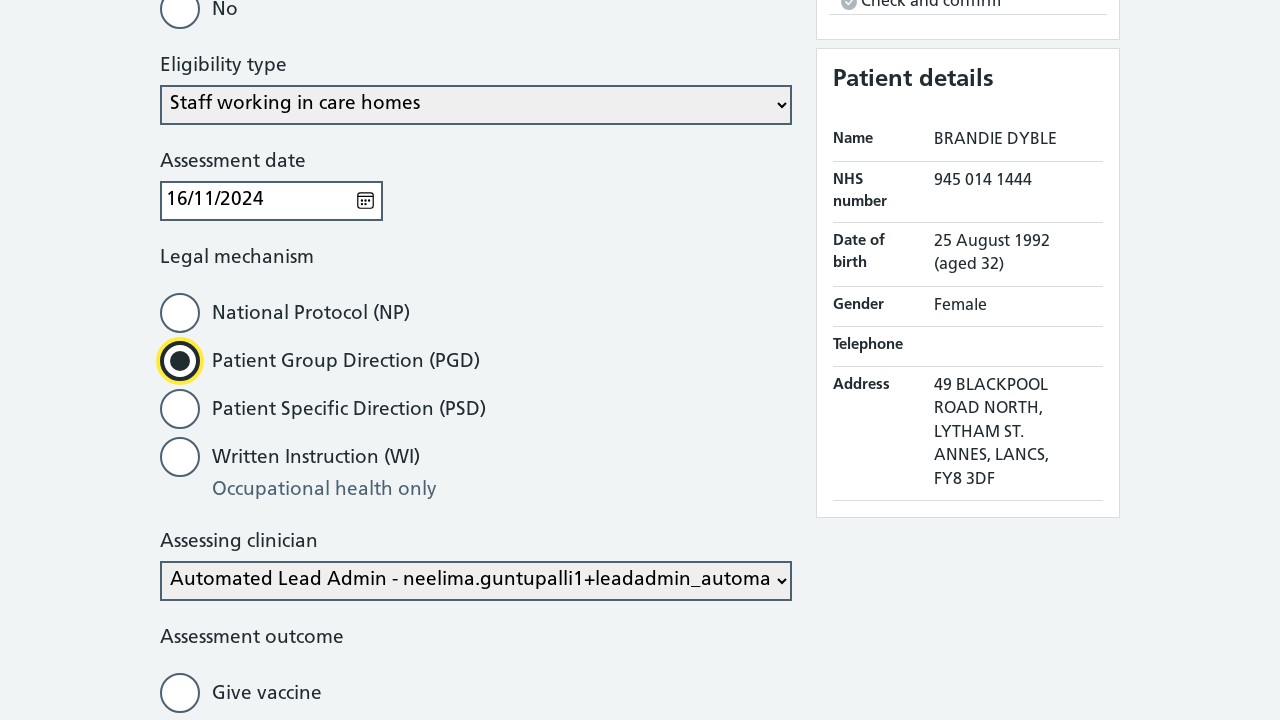 No
Eligibility type
Staff working in care homes
Assessment date
16/11/2024
Legal mechanism
National Protocol (NP)
Patient Group Direction (PGD)
Patient Specific Direction (PSD)
Written Instruction (WI)
Occupational health only
Assessing clinician
Automated Lead Admin - neelima.guntupalli1+leadadmin_automa
Assessment outcome
Give vaccine
Check and confirm
Patient details
Name BRANDIE DYBLE
NHS number 945 014 1444
Date of birth 25 August 1992 (aged 32)
Gender Female
Telephone
Address 49 BLACKPOOL
ROAD NORTH,
LYTHAM ST.
ANNES, LANCS,
FY8 3DF